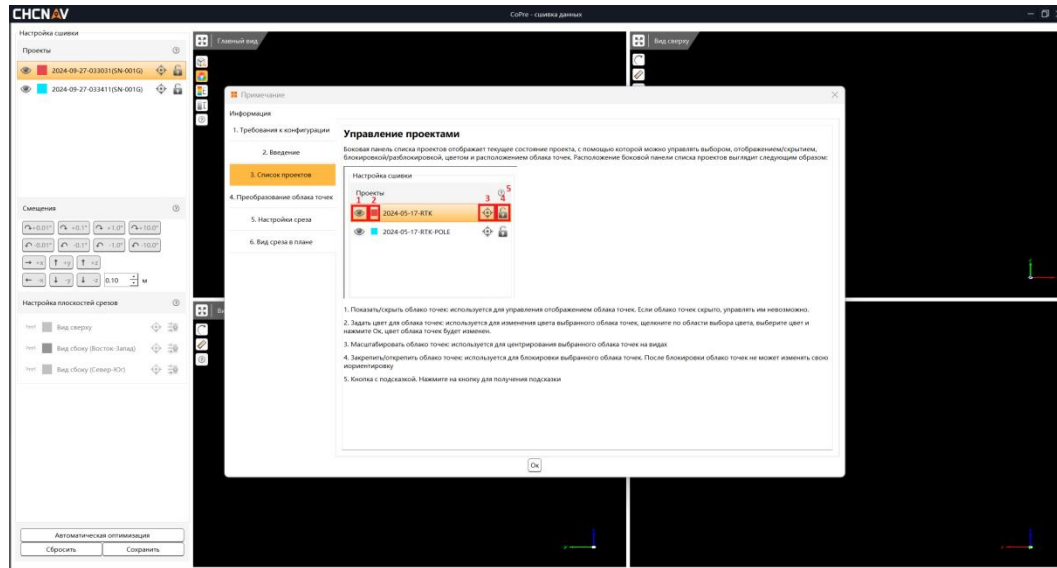 CHCNAV
CoPre - сшивка данных
Настройка сшивки
Проекты
2024-09-27-033031(SN-001G)
2024-09-27-033411(SN-001G)
Смещения
+0.01° +0.1° +1.0° +10.0°
-0.01° -0.1° -1.0° -10.0°
+x +y +z
-x -y -z 0.10 м
Настройка плоскостей срезов
Вид сверху
Вид сбоку (Восток-Запад)
Вид сбоку (Север-Юг)
Автоматическая оптимизация
Сбросить Сохранить
Главный вид
Вид сверху
Примечание
Информация
1. Требования к конфигурации
2. Введение
3. Список проектов
4. Преобразование облака точек
5. Настройки среза
6. Вид среза в плане
Управление проектами
Боковая панель списка проектов отображает текущее состояние проекта, с помощью которой можно управлять выбором, отображением/скрытием,
блокировкой/разблокировкой, цветом и расположением облака точек. Расположение боковой панели списка проектов выглядит следующим образом:
Настройка сшивки
Проекты
5
1 2 3 4
2024-05-17-RTK
2024-05-17-RTK-POLE
1. Показать/скрыть облако точек: используется для управления отображением облака точек. Если облако точек скрыто, управлять им невозможно.
2. Задать цвет для облака точек: используется для изменения цвета выбранного облака точек, щелкните по области выбора цвета, выберите цвет и
нажмите Ок, цвет облака точек будет изменен.
3. Масштабировать облако точек: используется для центрирования выбранного облака точек на видах
4. Закрепить/открепить облако точек: используется для блокировки выбранного облака точек. После блокировки облако точек не может изменять свою
иориентировку
5. Кнопка с подсказкой. Нажмите на кнопку для получения подсказки
Ок